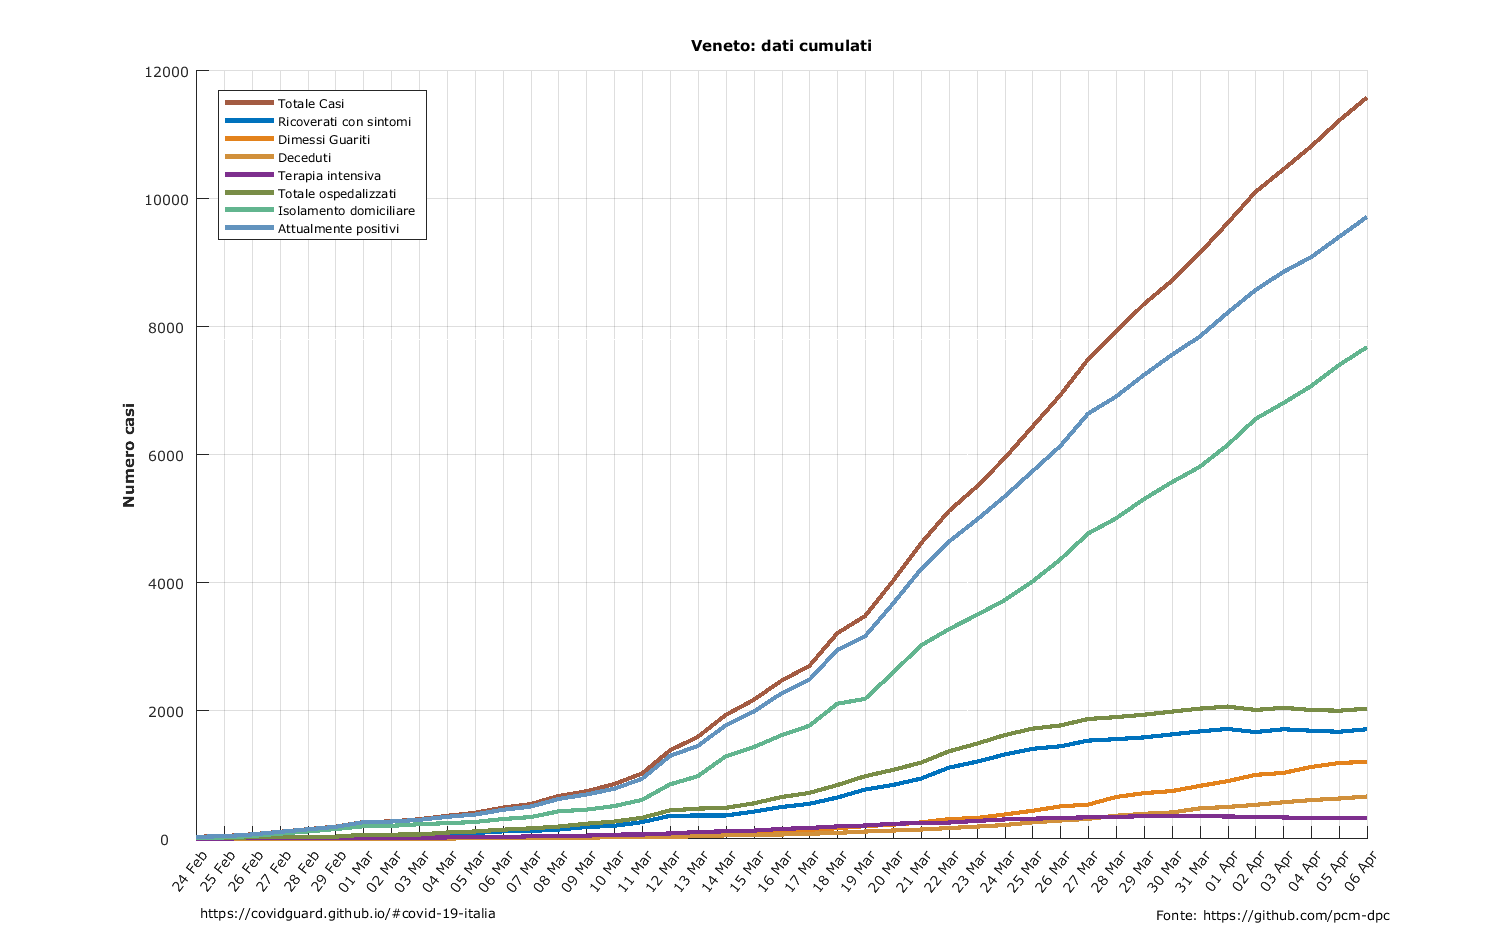 Veneto: dati cumulati
12000
10000
8000
6000
4000
2000
0
Numero casi
Totale Casi
Ricoverati con sintomi
Dimessi Guariti
Deceduti
Terapia intensiva
Totale ospedalizzati
Isolamento domiciliare
Attualmente positivi
24 Feb
25 Feb
26 Feb
27 Feb
28 Feb
29 Feb
01 Mar
02 Mar
03 Mar
04 Mar
05 Mar
06 Mar
07 Mar
08 Mar
09 Mar
10 Mar
11 Mar
12 Mar
13 Mar
14 Mar
15 Mar
16 Mar
17 Mar
18 Mar
19 Mar
20 Mar
21 Mar
22 Mar
23 Mar
24 Mar
25 Mar
26 Mar
27 Mar
28 Mar
29 Mar
30 Mar
31 Mar
01 Apr
02 Apr
03 Apr
04 Apr
05 Apr
06 Apr
https://covidguard.github.io/#covid-19-italia
Fonte: https://github.com/pcm-dpc